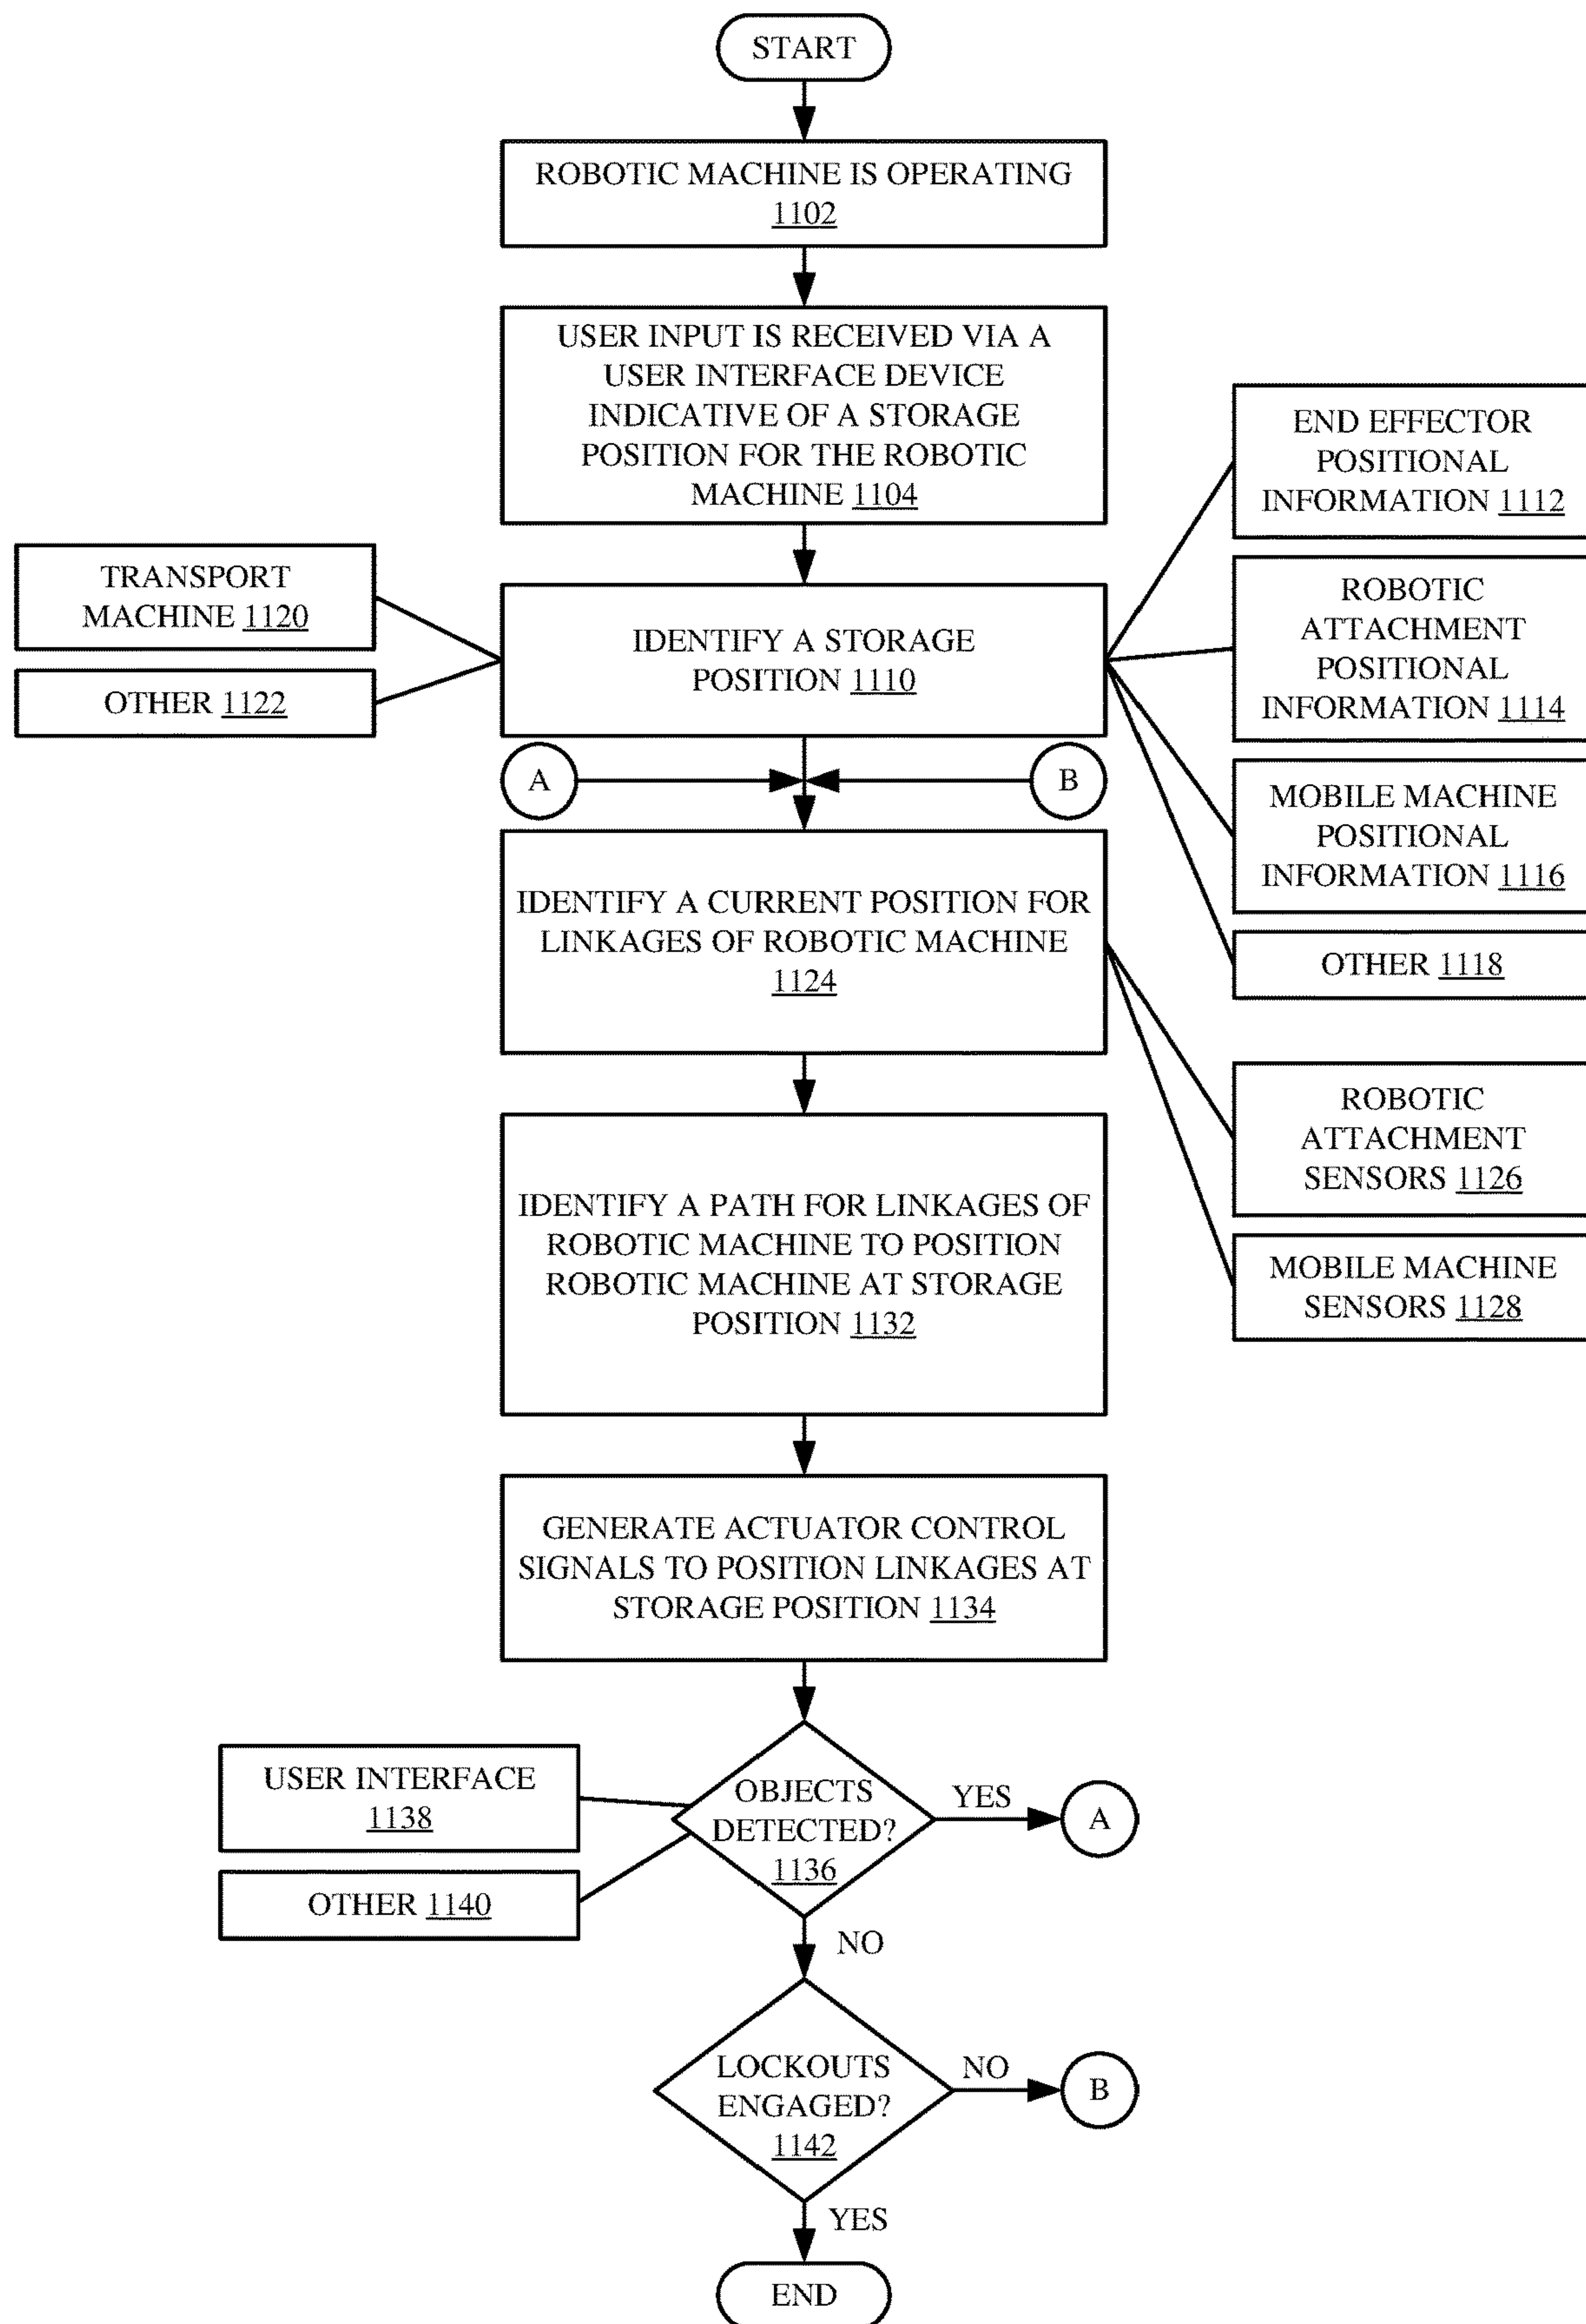 START
ROBOTIC MACHINE IS OPERATING
1102
USER INPUT IS RECEIVED VIA A
USER INTERFACE DEVICE
INDICATIVE OF A STORAGE
POSITION FOR THE ROBOTIC
MACHINE 1104
TRANSPORT
MACHINE 1120
OTHER 1122
IDENTIFY A STORAGE
POSITION 1110
END EFFECTOR
POSITIONAL
INFORMATION 1112
ROBOTIC
ATTACHMENT
POSITIONAL
INFORMATION 1114
MOBILE MACHINE
POSITIONAL
INFORMATION 1116
OTHER 1118
A
B
IDENTIFY A CURRENT POSITION FOR
LINKAGES OF ROBOTIC MACHINE
1124
ROBOTIC
ATTACHMENT
SENSORS 1126
MOBILE MACHINE
SENSORS 1128
IDENTIFY A PATH FOR LINKAGES OF
ROBOTIC MACHINE TO POSITION
ROBOTIC MACHINE AT STORAGE
POSITION 1132
GENERATE ACTUATOR CONTROL
SIGNALS TO POSITION LINKAGES AT
STORAGE POSITION 1134
USER INTERFACE
1138
OTHER 1140
OBJECTS
DETECTED?
1136
YES
A
NO
LOCKOUTS
ENGAGED?
1142
NO
B
YES
END